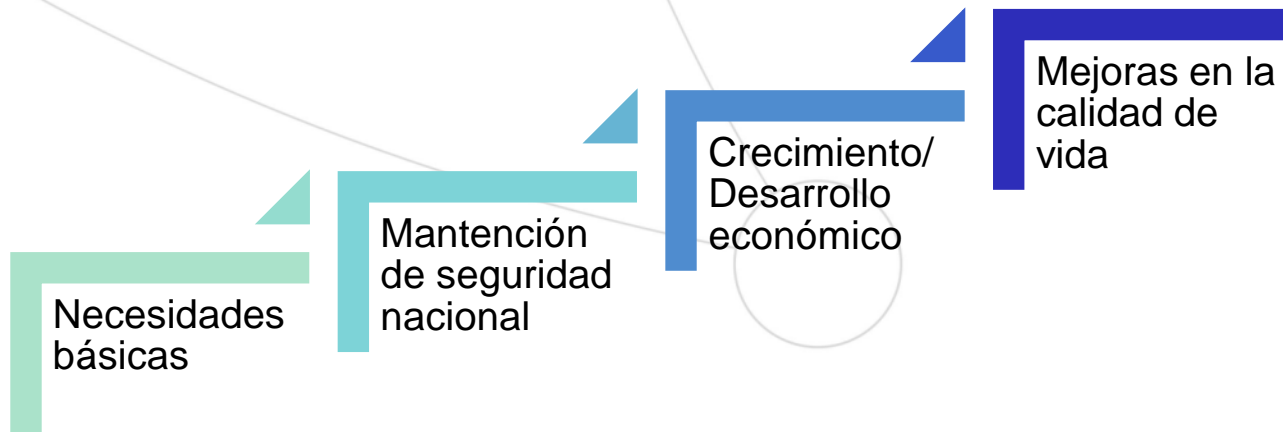 Necesidades
básicas
Mantención
de seguridad
nacional
Crecimiento/
Desarrollo
económico
Mejoras en la
calidad de
vida